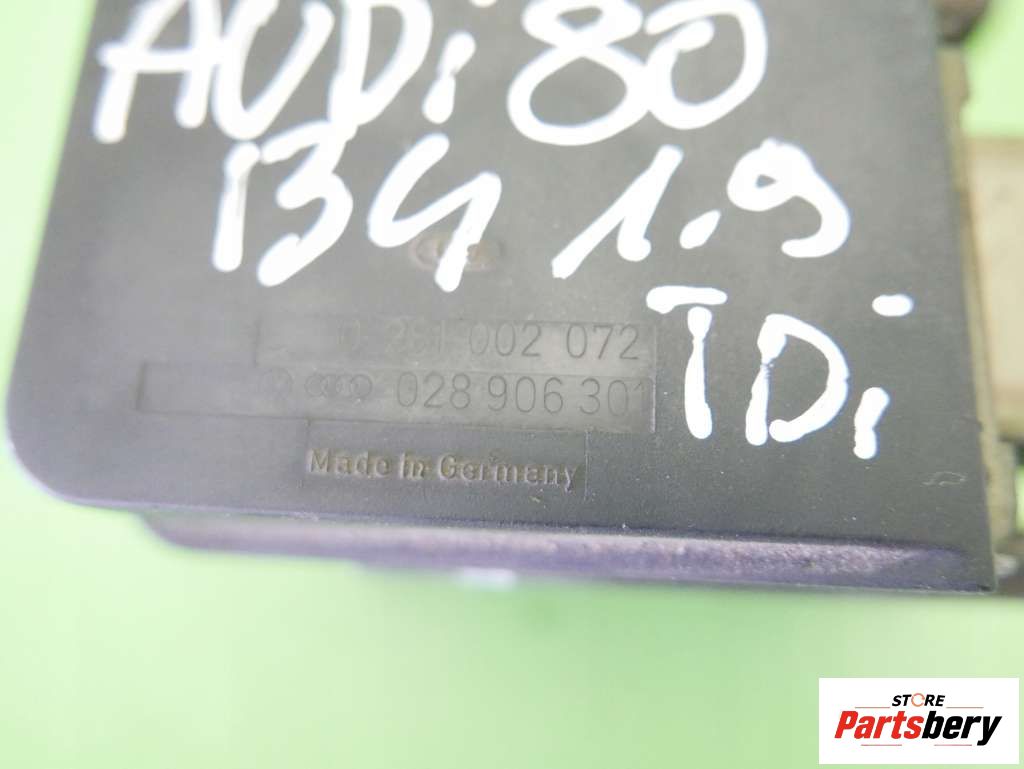 AUDi 80
B4 1.9
TDi
0 281 002 072
028 906 301
Made in Germany
STORE
Partsbery